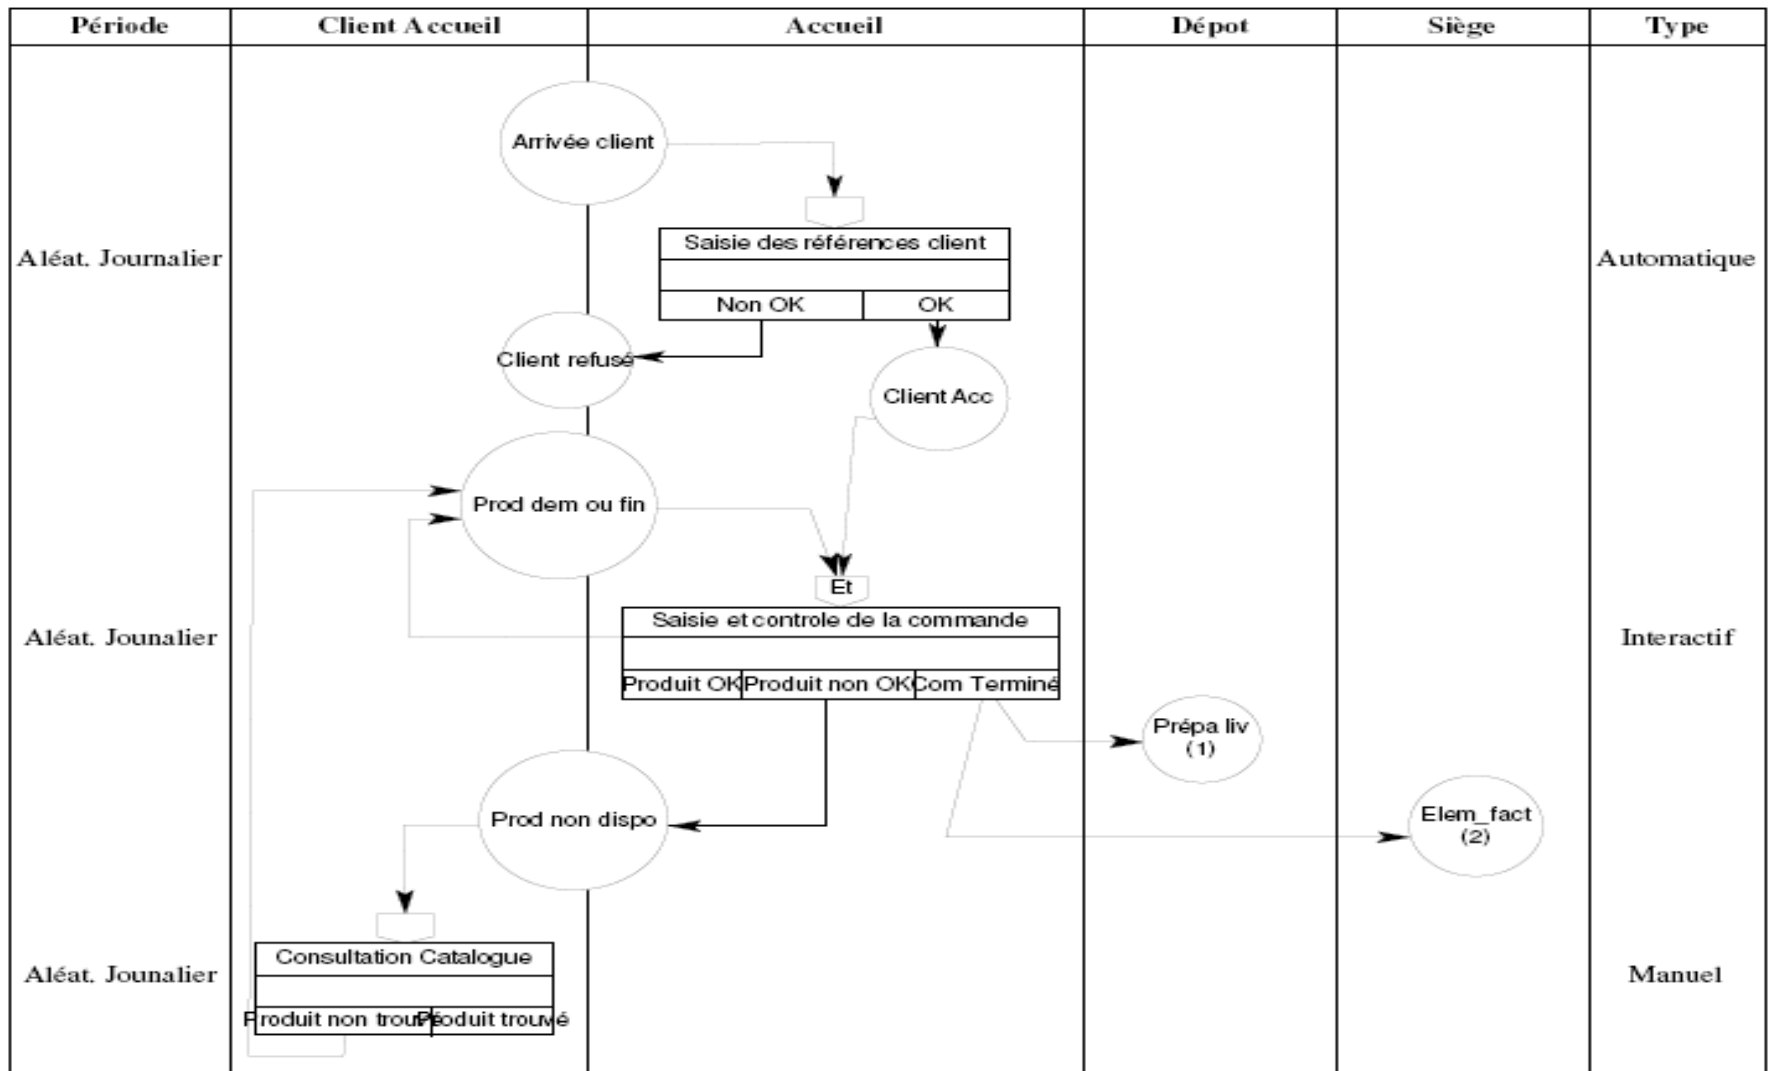 Période Client Accueil Accueil Dépot Siège Type
Arrivée client
Saisie des références client
Aléat. Journalier
Automatique
Non OK OK
Client refusé
Client Acc
Prod dem ou fin
Et
Saisie et controle de la commande
Aléat. Jounalier
Interactif
Produit OK Produit non OK Com Terminé
Prépa liv
(1)
Prod non dispo
Elem_fact
(2)
Consultation Catalogue
Aléat. Jounalier
Manuel
Produit non trouvé Produit trouvé